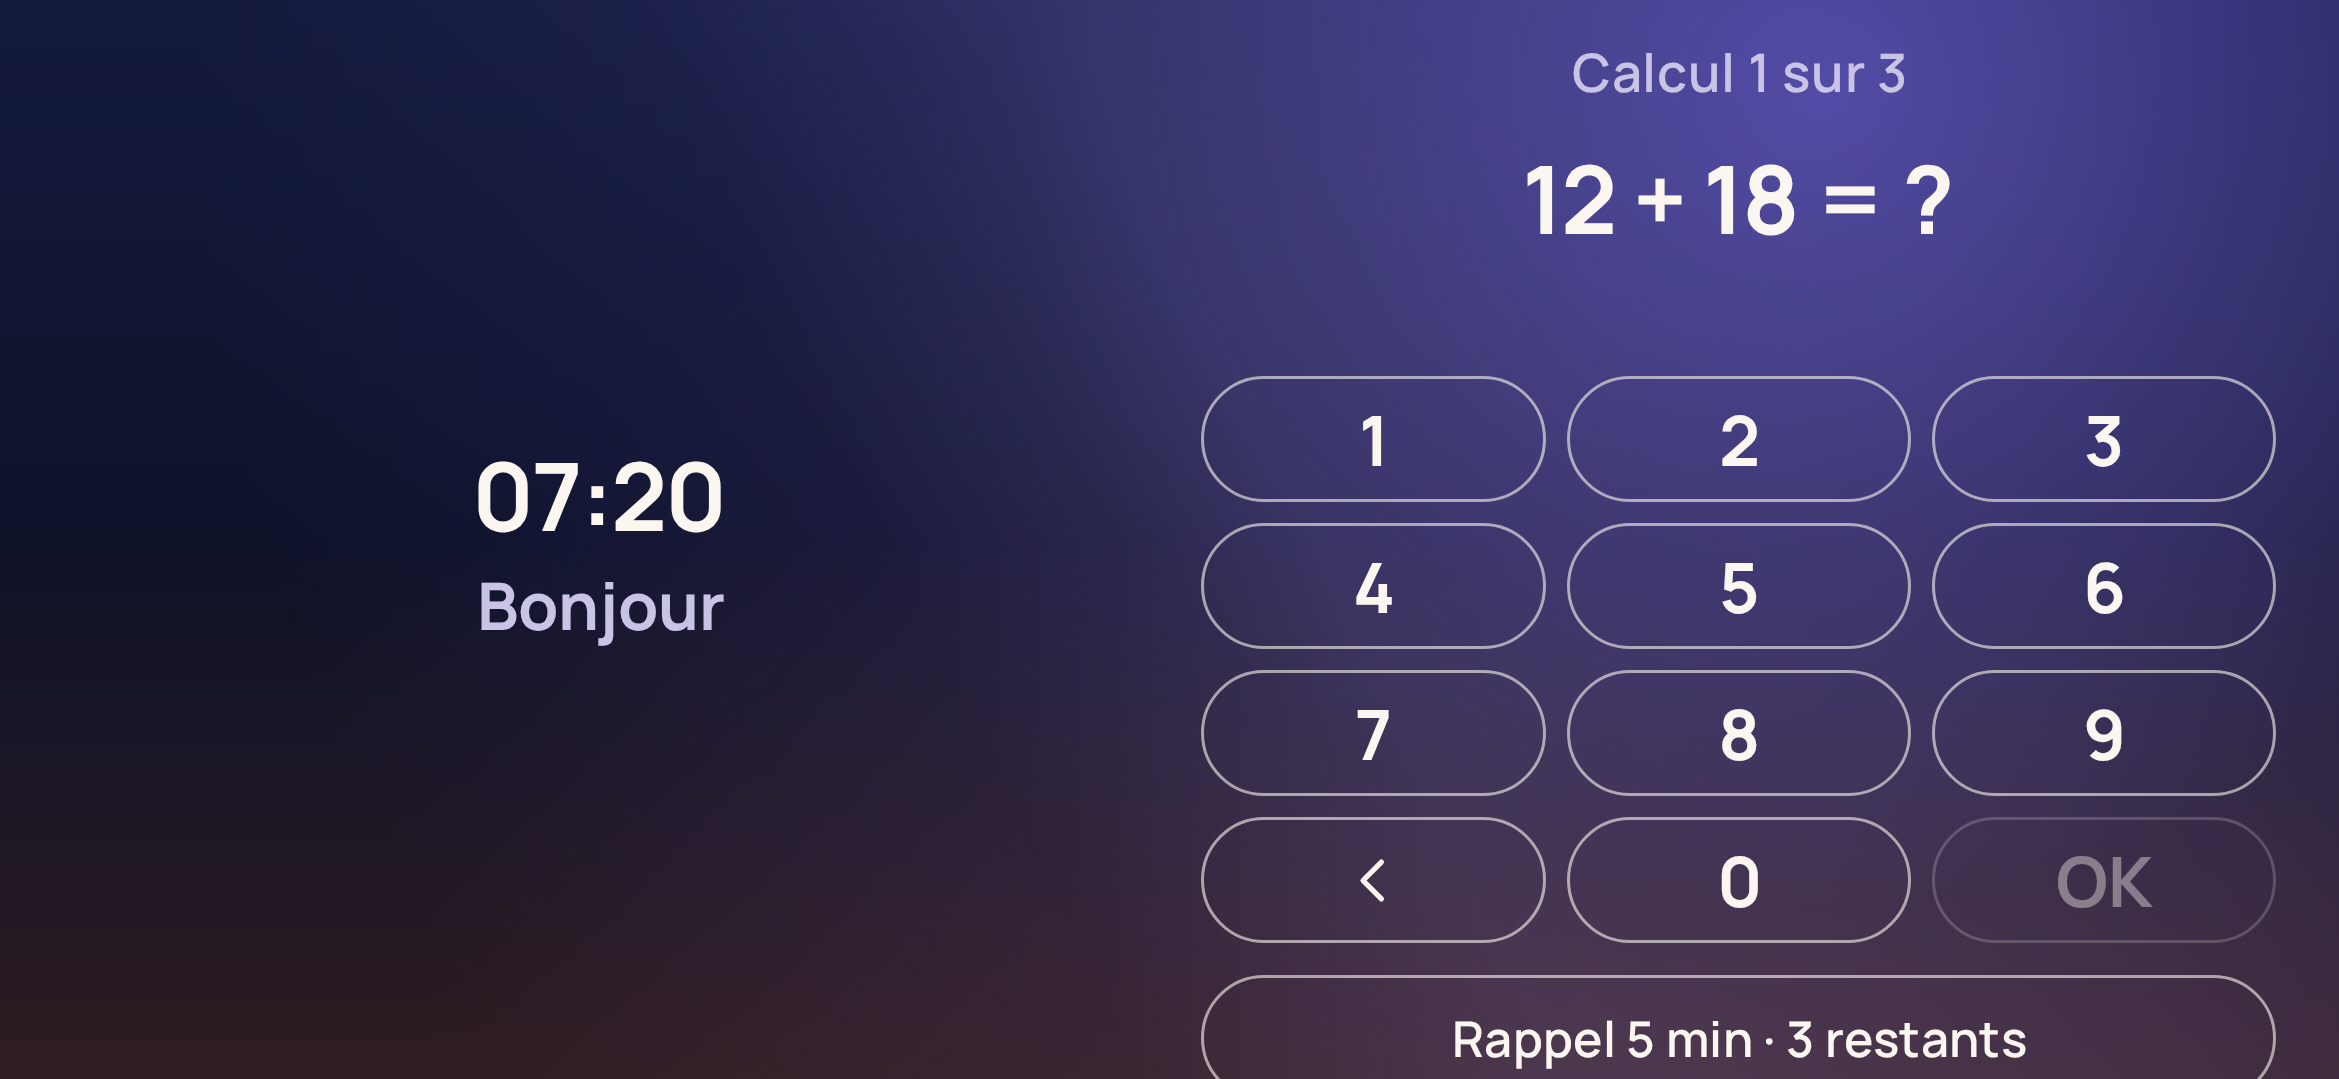 07:20
Bonjour
Calcul 1 sur 3
12 + 18 = ?
1 2 3
4 5 6
7 8 9
< 0 OK
Rappel 5 min · 3 restants